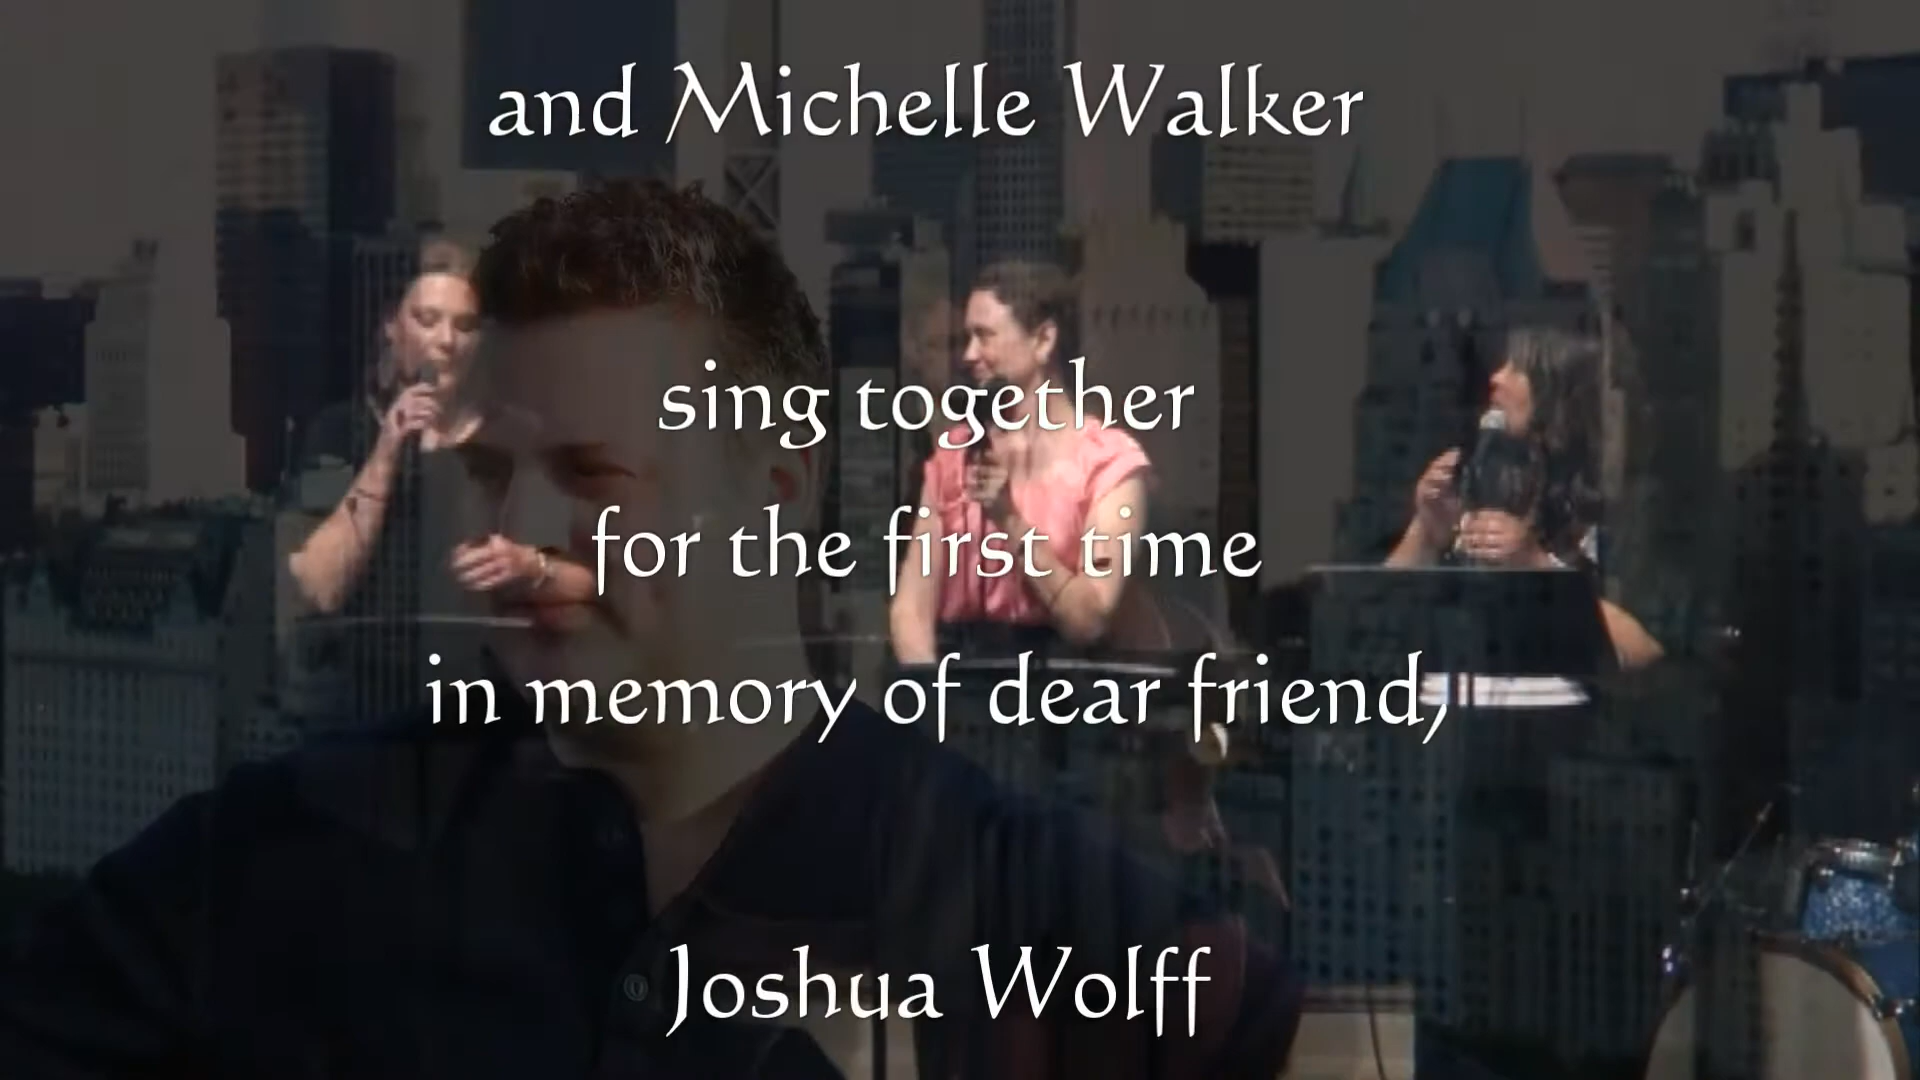 and Michelle Walker
sing together
for the first time
in memory of dear friend,
Joshua Wolff